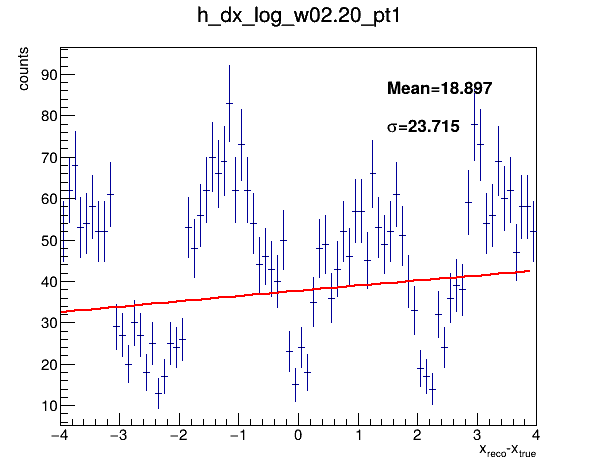 h_dx_log_w02.20_pt1
counts
Mean=18.897
σ=23.715
90
80
70
60
50
40
30
20
10
−4 −3 −2 −1 0 1 2 3 4
x_reco-x_true